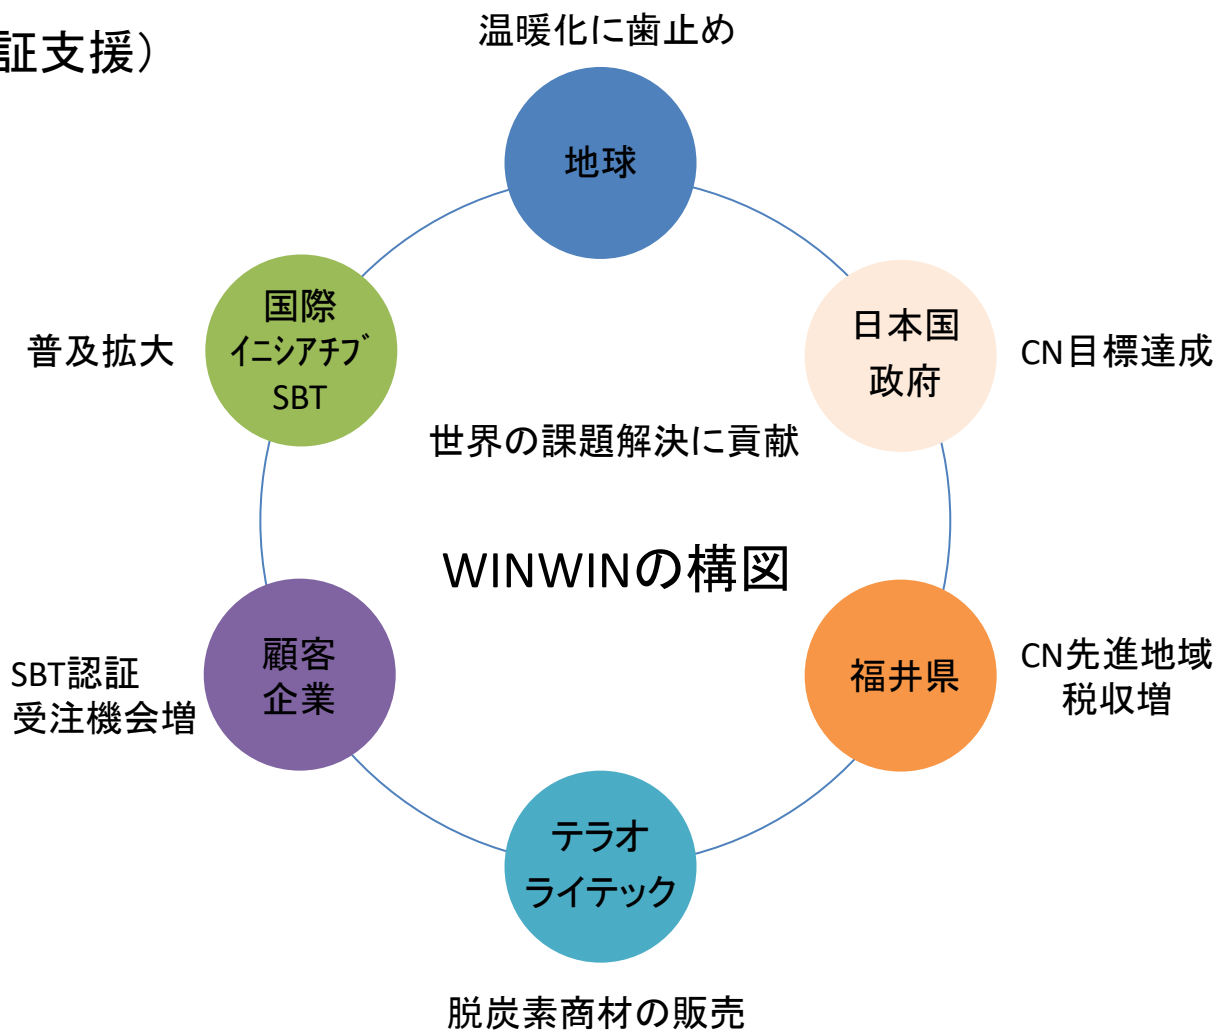 証支援）
温暖化に歯止め
地球
国際
ｲﾆｼｱﾁﾌﾞ
SBT
普及拡大
日本国
政府
CN目標達成
世界の課題解決に貢献
WINWINの構図
顧客
企業
SBT認証
受注機会増
福井県
CN先進地域
税収増
テラオ
ライテック
脱炭素商材の販売